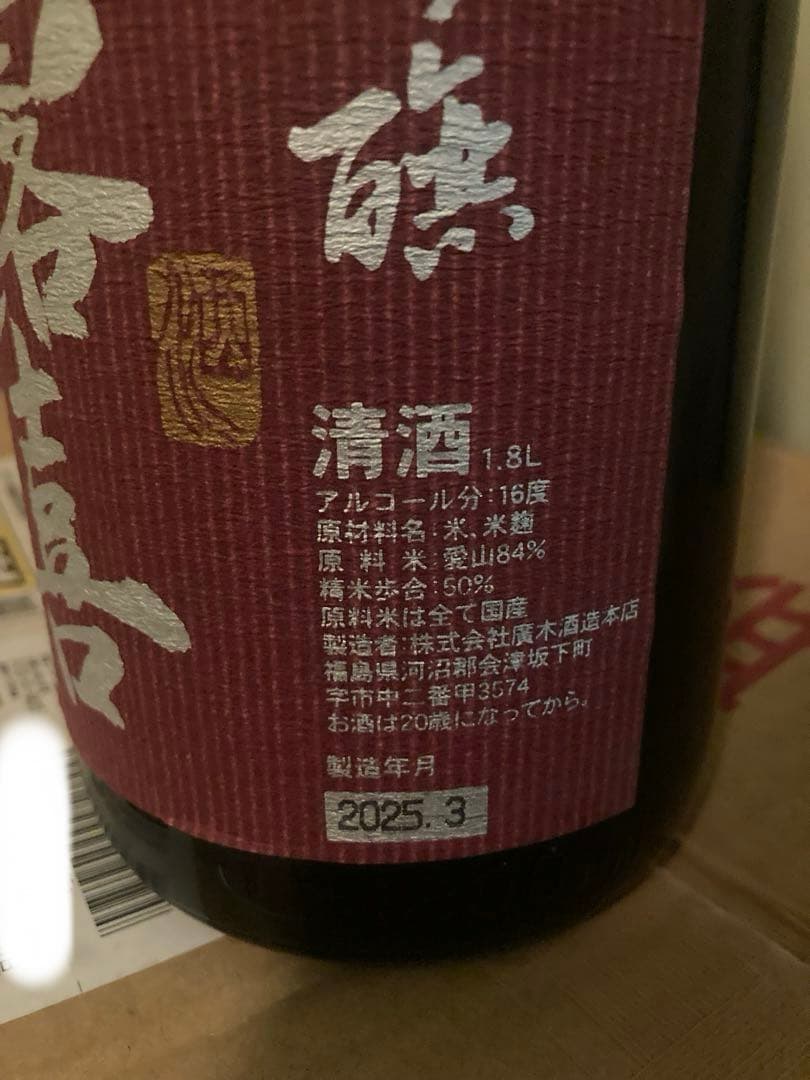 露
喜
醸
清酒 1.8L
アルコール分:16度
原材料名:米、米麹
原料米 愛山84%
精米歩合:50%
原料米は全て国産
製造者:株式会社廣木酒造本店
福島県河沼郡会津坂下町
字市中二番甲3574
お酒は20歳になってから。
製造年月
2025.3